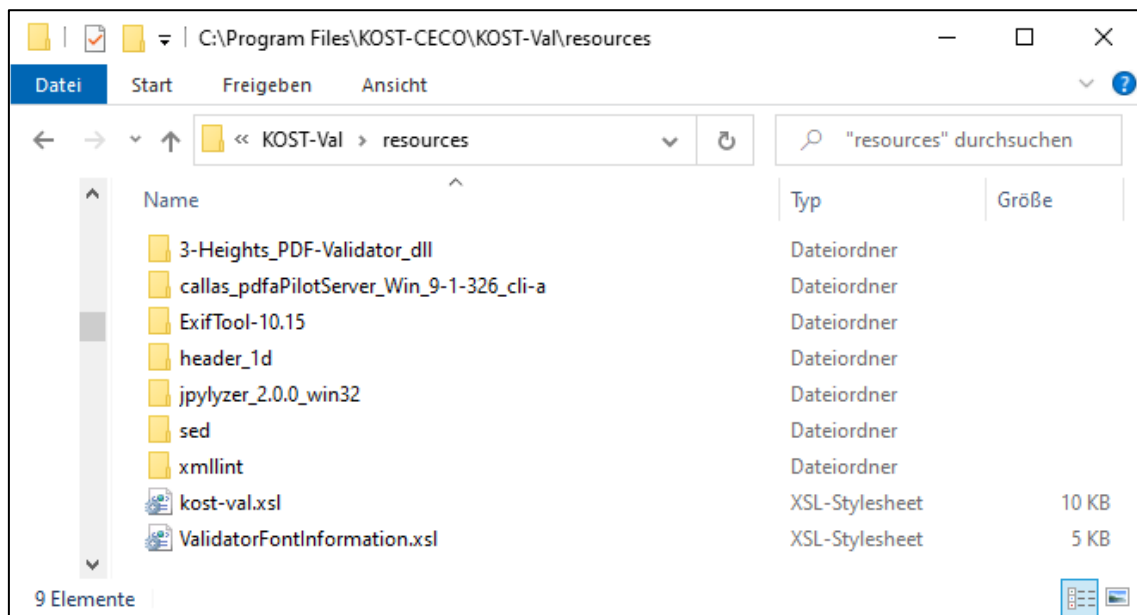 C:\Program Files\KOST-CECO\KOST-Val\resources
Datei Start Freigeben Ansicht
« KOST-Val > resources "resources" durchsuchen
Name Typ Größe
3-Heights_PDF-Validator_dll Dateiordner
callas_pdfaPilotServer_Win_9-1-326_cli-a Dateiordner
ExifTool-10.15 Dateiordner
header_1d Dateiordner
jpylyzer_2.0.0_win32 Dateiordner
sed Dateiordner
xmllint Dateiordner
kost-val.xsl XSL-Stylesheet 10 KB
ValidatorFontInformation.xsl XSL-Stylesheet 5 KB
9 Elemente